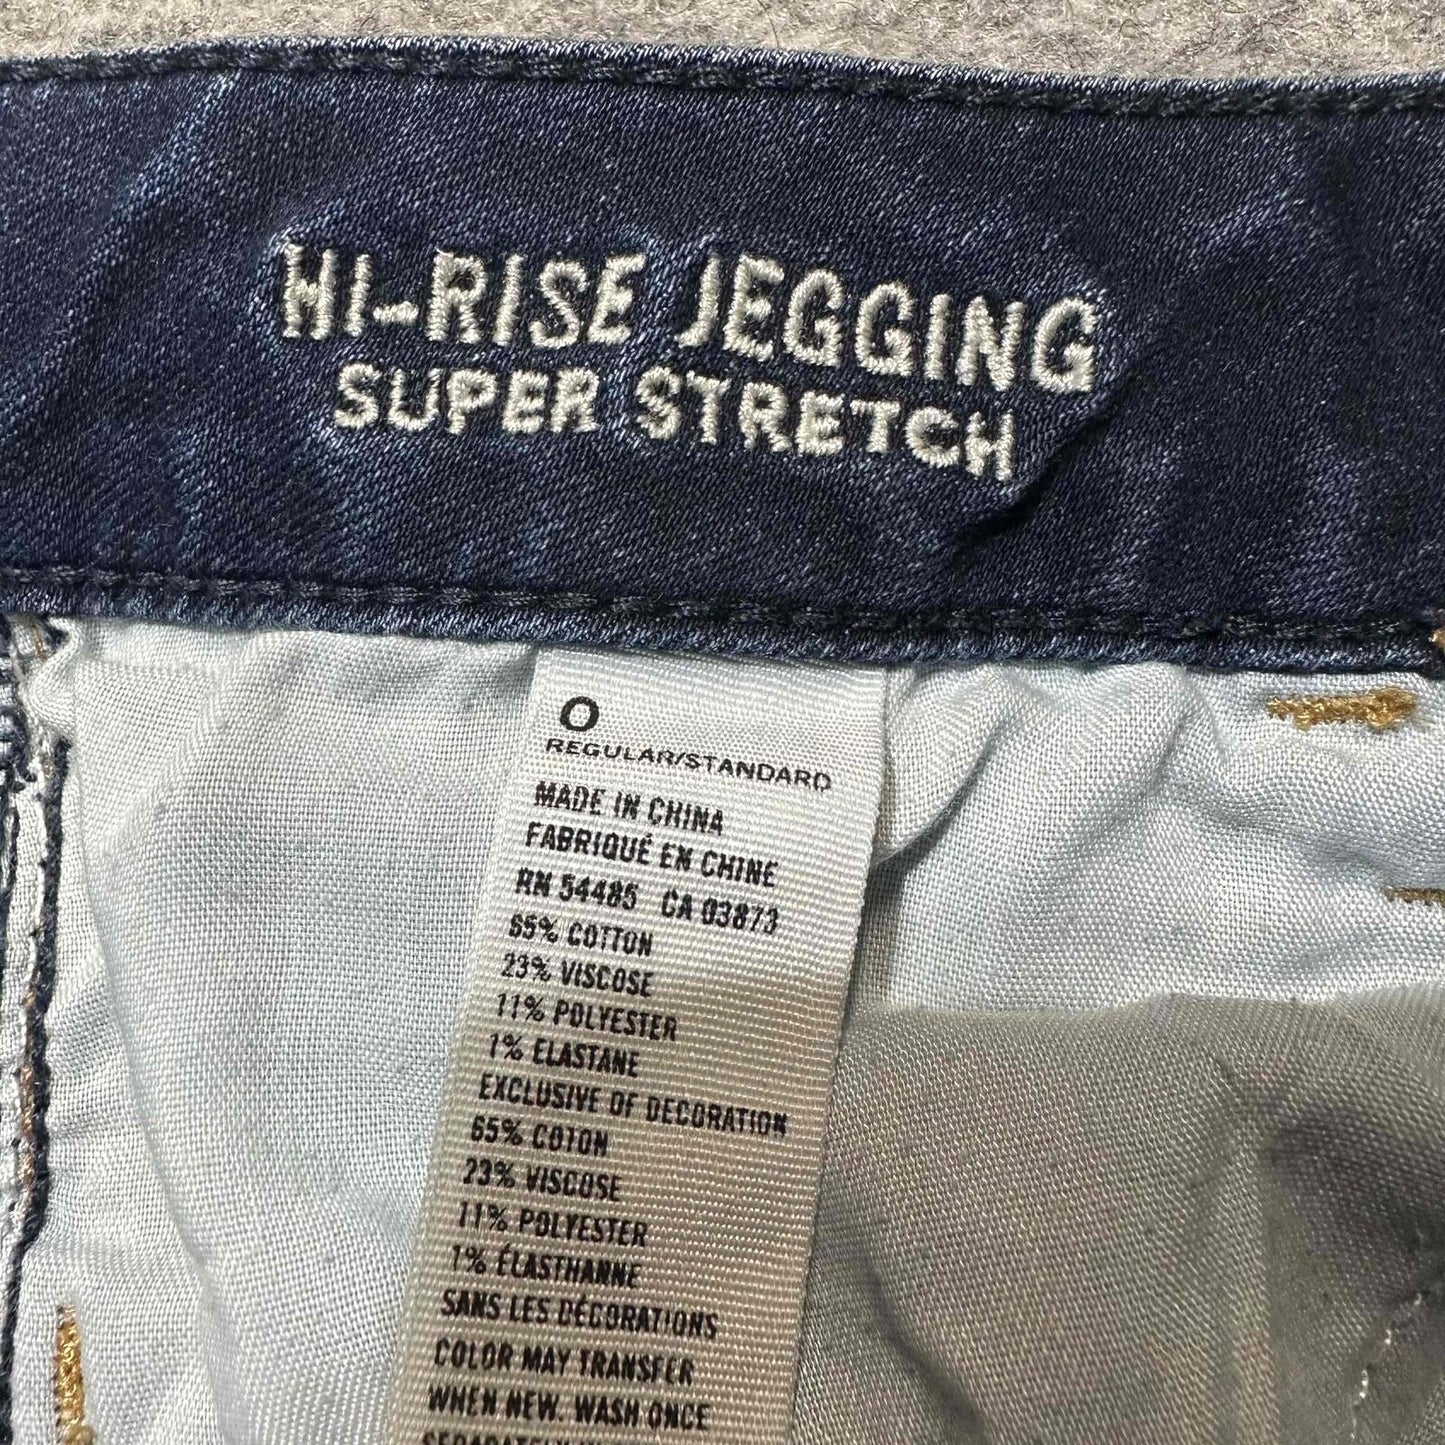 HI-RISE JEGGING
SUPER STRETCH
0
REGULAR/STANDARD
MADE IN CHINA
FABRIQUÉ EN CHINE
RN 54485 CA 03873
65% COTTON
23% VISCOSE
11% POLYESTER
1% ELASTANE
EXCLUSIVE OF DECORATION
65% COTON
23% VISCOSE
11% POLYESTER
1% ÉLASTHANNE
SANS LES DÉCORATIONS
COLOR MAY TRANSFER
WHEN NEW. WASH ONCE
SEPARATELY